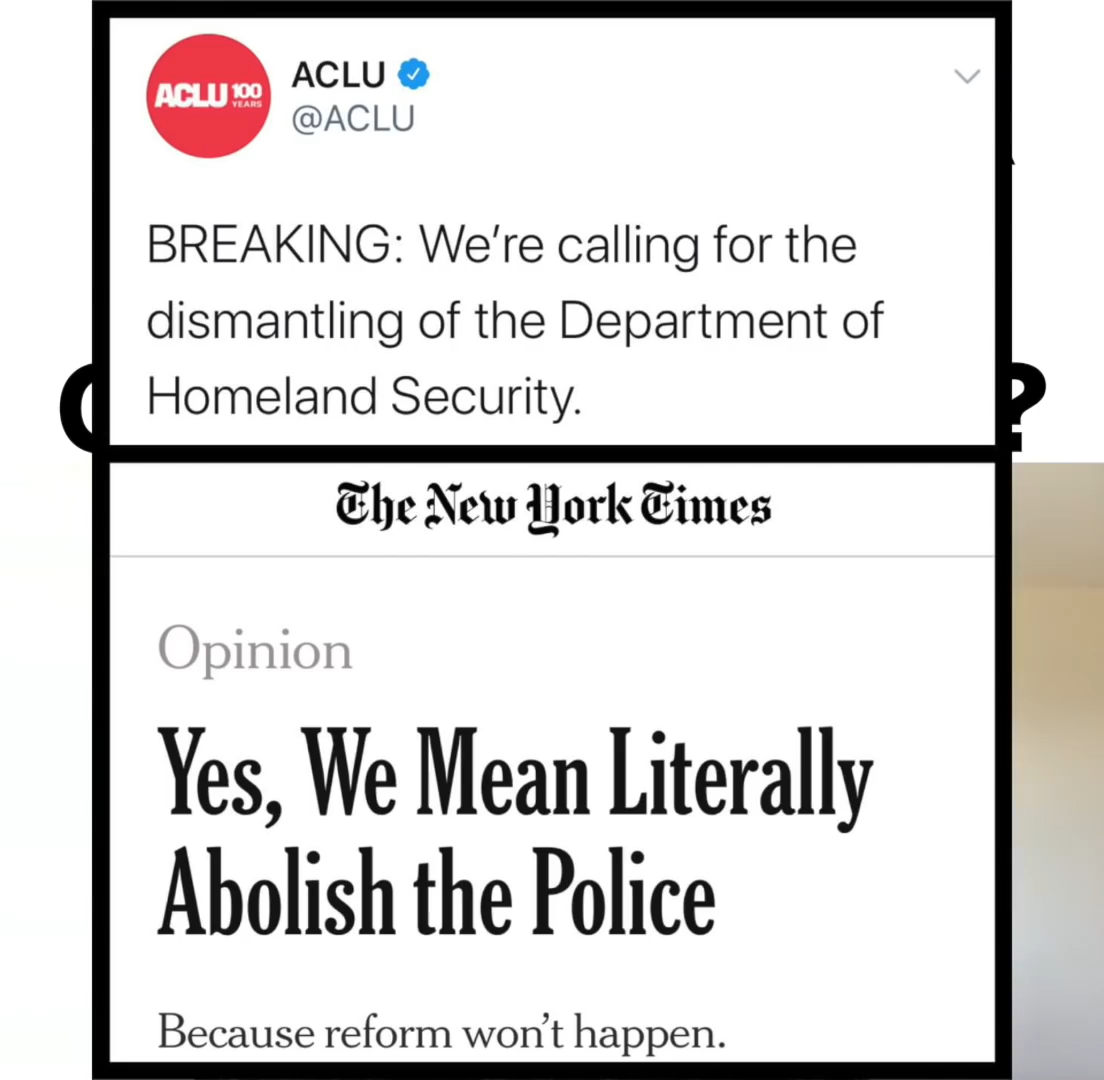 ACLU 100
YEARS
ACLU
@ACLU
BREAKING: We're calling for the
dismantling of the Department of
Homeland Security.
?
The New York Times
Opinion
Yes, We Mean Literally
Abolish the Police
Because reform won't happen.